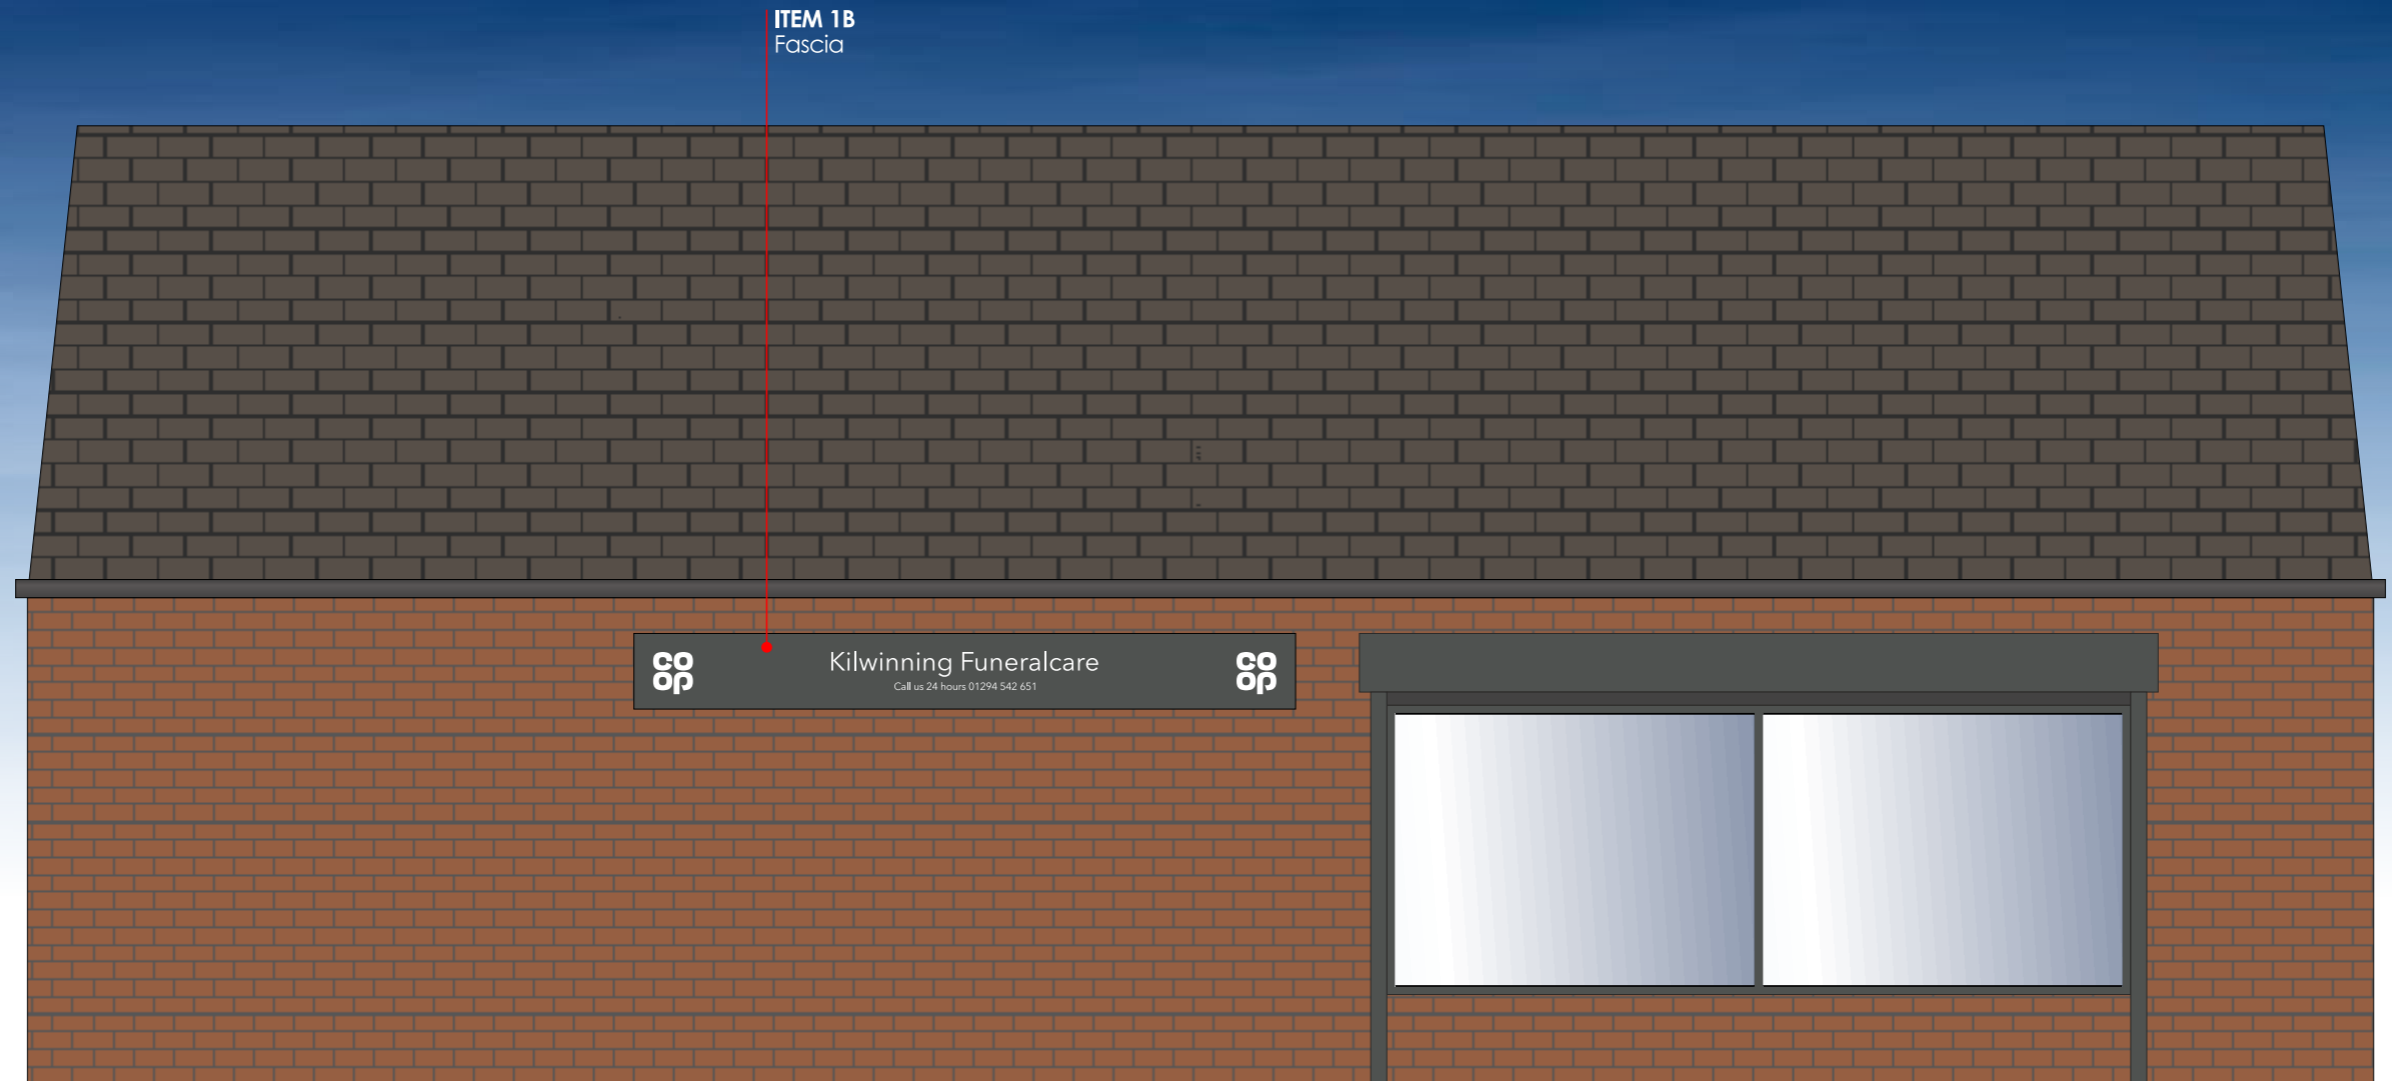 ITEM 1B
Fascia
co
op
Kilwinning Funeralcare
Call us 24 hours 01294 542 651
co
op